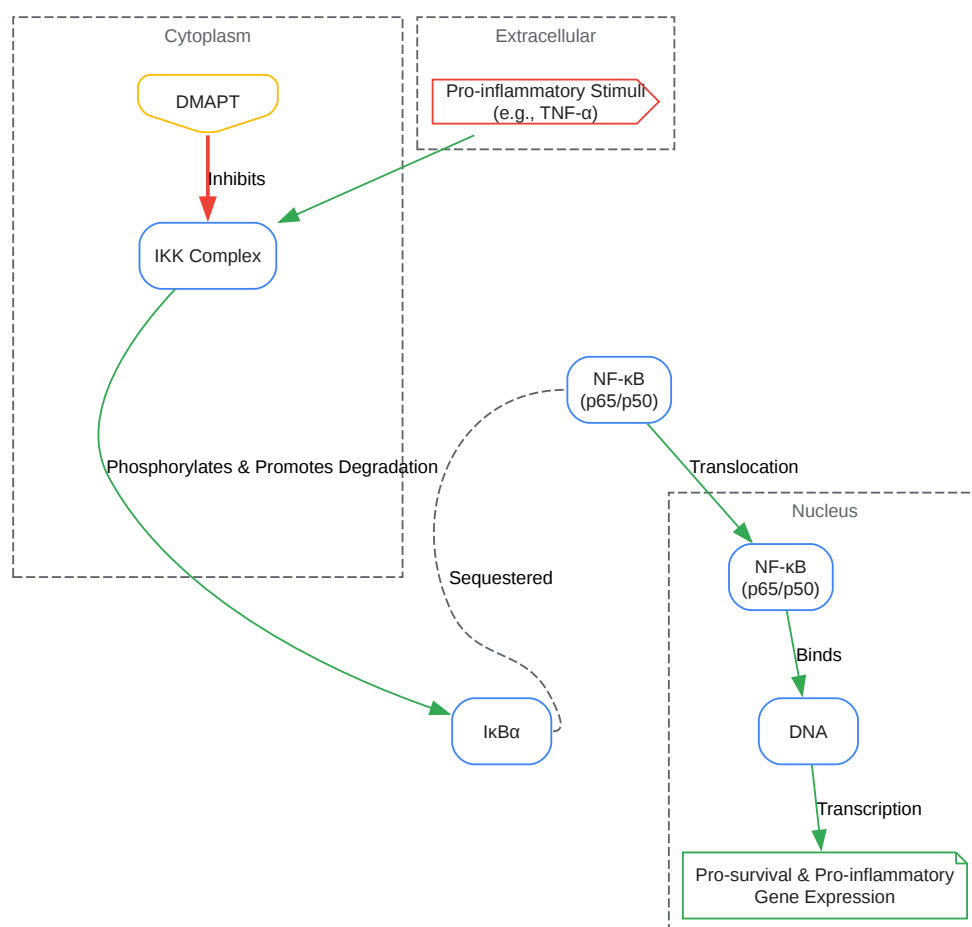 Cytoplasm
Extracellular
DMAPT
Pro-inflammatory Stimuli
(e.g., TNF-α)
Inhibits
IKK Complex
NF-κB
(p65/p50)
Phosphorylates & Promotes Degradation
Translocation
Nucleus
NF-κB
(p65/p50)
Sequestered
Binds
IκBα
DNA
Transcription
Pro-survival & Pro-inflammatory
Gene Expression